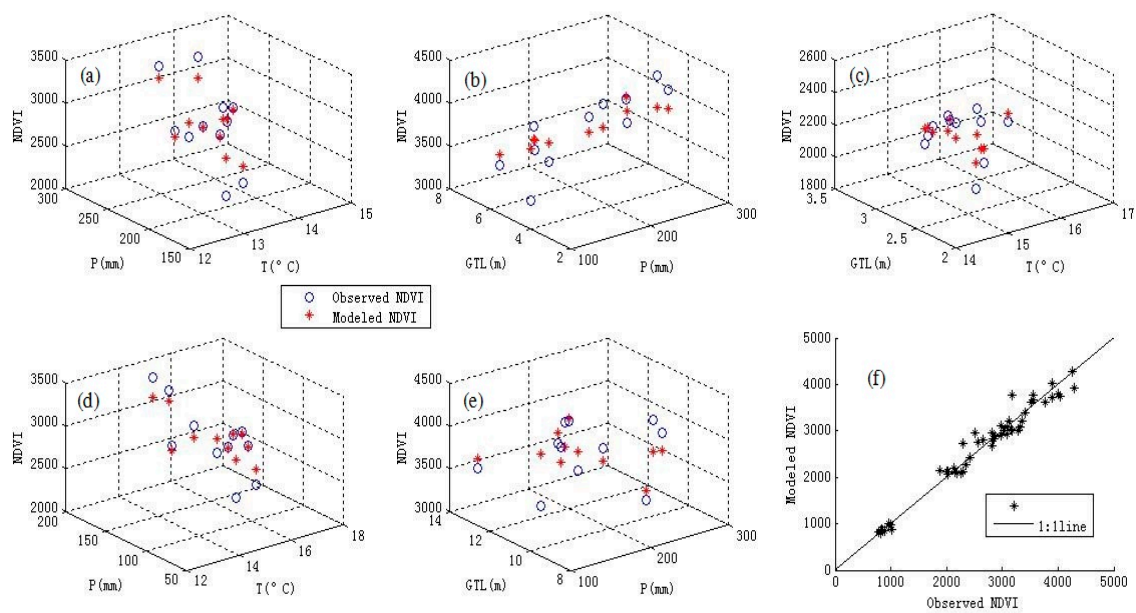 (a)
NDVI
3500
3000
2500
2000
300
250
200
150
P(mm)
12
13
14
15
T(° C)
(b)
NDVI
4500
4000
3500
3000
8
6
4
2
GTL(m)
100
200
300
P(mm)
(c)
NDVI
2600
2400
2200
2000
1800
3.5
3
2.5
2
GTL(m)
14
15
16
17
T(° C)
Observed NDVI
Modeled NDVI
(d)
NDVI
3500
3000
2500
2000
200
150
100
50
P(mm)
12
14
16
18
T(° C)
(e)
NDVI
4500
4000
3500
3000
14
12
10
8
GTL(m)
100
200
300
P(mm)
(f)
Modeled NDVI
5000
4000
3000
2000
1000
0
0
1000
2000
3000
4000
5000
Observed NDVI
1:1line